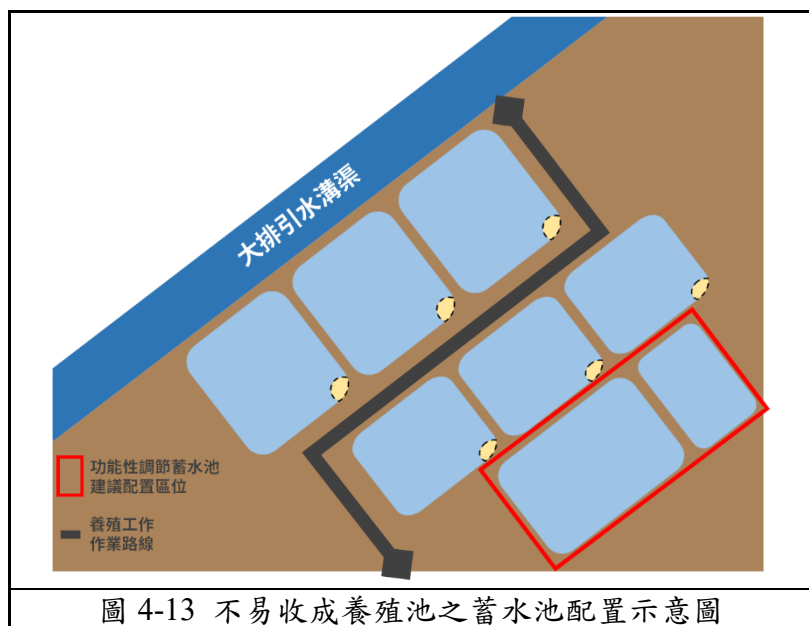 大排引水溝渠
功能性調節蓄水池
建議配置區位
養殖工作
作業路線
圖 4-13 不易收成養殖池之蓄水池配置示意圖